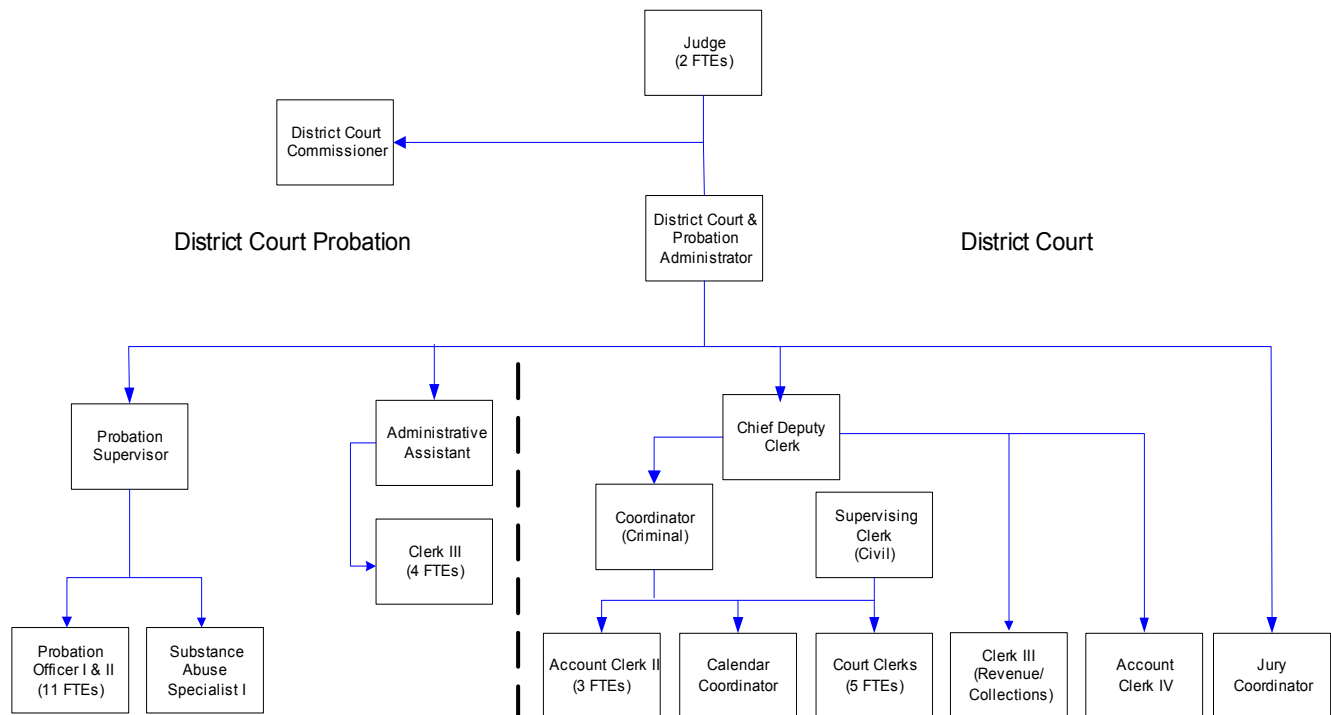 Judge
(2 FTEs)
District Court
Commissioner
District Court &
Probation
Administrator
District Court Probation
District Court
Probation
Supervisor
Administrative
Assistant
Chief Deputy
Clerk
Coordinator
(Criminal)
Supervising
Clerk
(Civil)
Clerk III
(4 FTEs)
Probation
Officer I & II
(11 FTEs)
Substance
Abuse
Specialist I
Account Clerk II
(3 FTEs)
Calendar
Coordinator
Court Clerks
(5 FTEs)
Clerk III
(Revenue/
Collections)
Account
Clerk IV
Jury
Coordinator